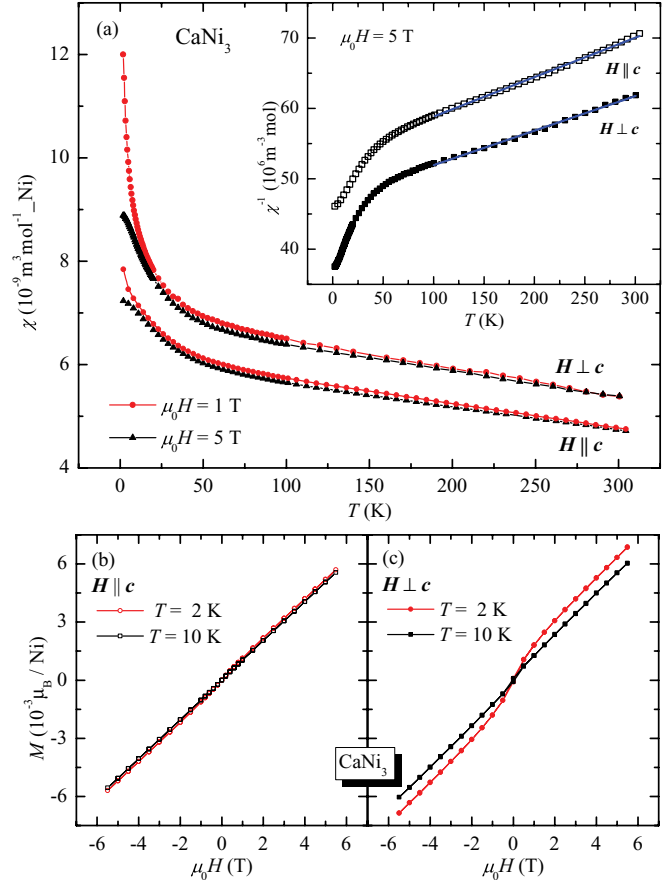 (a)
CaNi₃
χ (10⁻⁹ m³ mol⁻¹_Ni)
12
10
8
6
4
0
50
100
150
200
250
300
T (K)
μ₀H = 1 T
μ₀H = 5 T
H ⊥ c
H ∥ c
μ₀H = 5 T
χ⁻¹ (10⁶ m⁻³ mol)
70
60
50
40
H ∥ c
H ⊥ c
0
50
100
150
200
250
300
T (K)
(b)
H ∥ c
T = 2 K
T = 10 K
M (10⁻³ μB / Ni)
6
3
0
-3
-6
-6
-4
-2
0
2
4
6
μ₀H (T)
(c)
H ⊥ c
T = 2 K
T = 10 K
CaNi₃
-6
-4
-2
0
2
4
6
μ₀H (T)